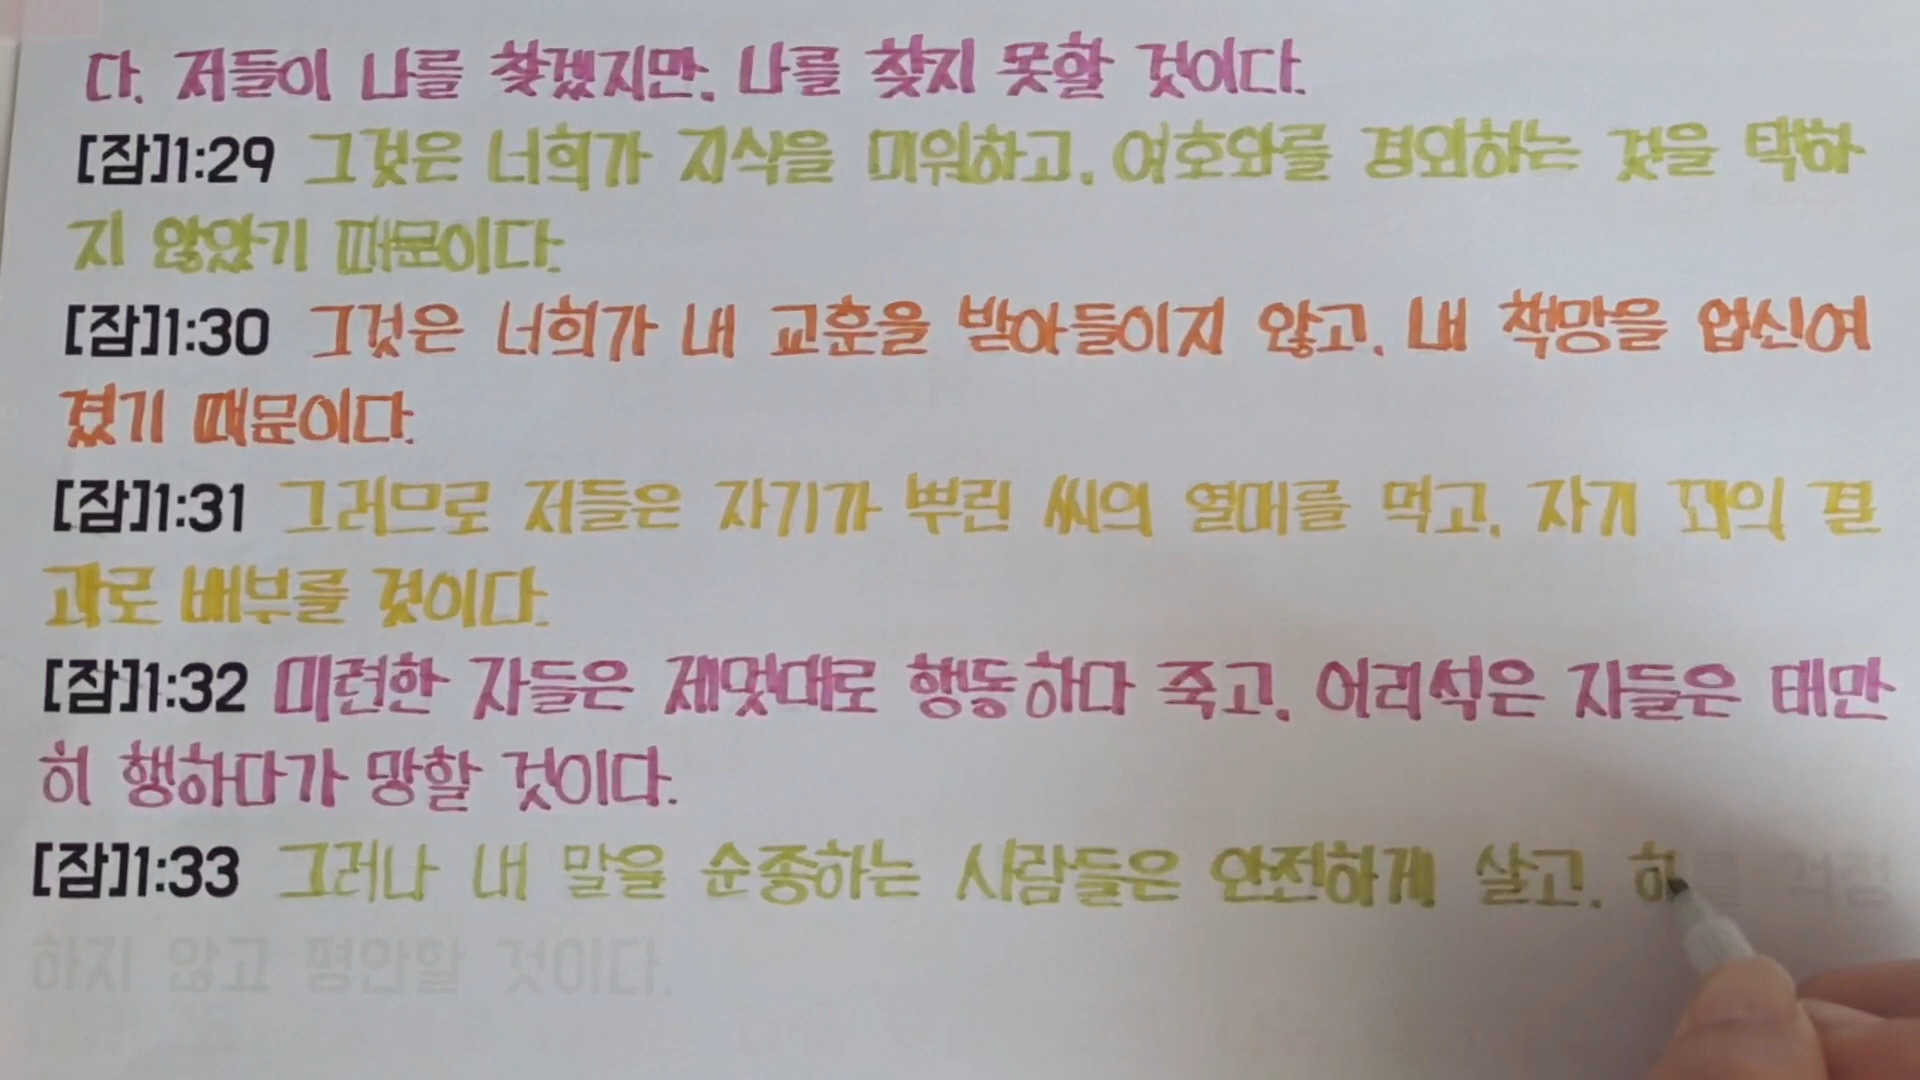 다. 저들이 나를 찾겠지만, 나를 찾지 못할 것이다.
[잠]1:29 그것은 너희가 지식을 미워하고, 여호와를 경외하는 것을 택하
지 않았기 때문이다.
[잠]1:30 그것은 너희가 내 교훈을 받아들이지 않고, 내 책망을 업신여
겼기 때문이다.
[잠]1:31 그러므로 저들은 자기가 뿌린 씨의 열매를 먹고, 자기 꾀의 결
과로 배부를 것이다.
[잠]1:32 미련한 자들은 제멋대로 행동하다 죽고, 어리석은 자들은 태만
히 행하다가 망할 것이다.
[잠]1:33 그러나 내 말을 순종하는 사람들은 안전하게 살고, 걱정
하지 않고 평안할 것이다.